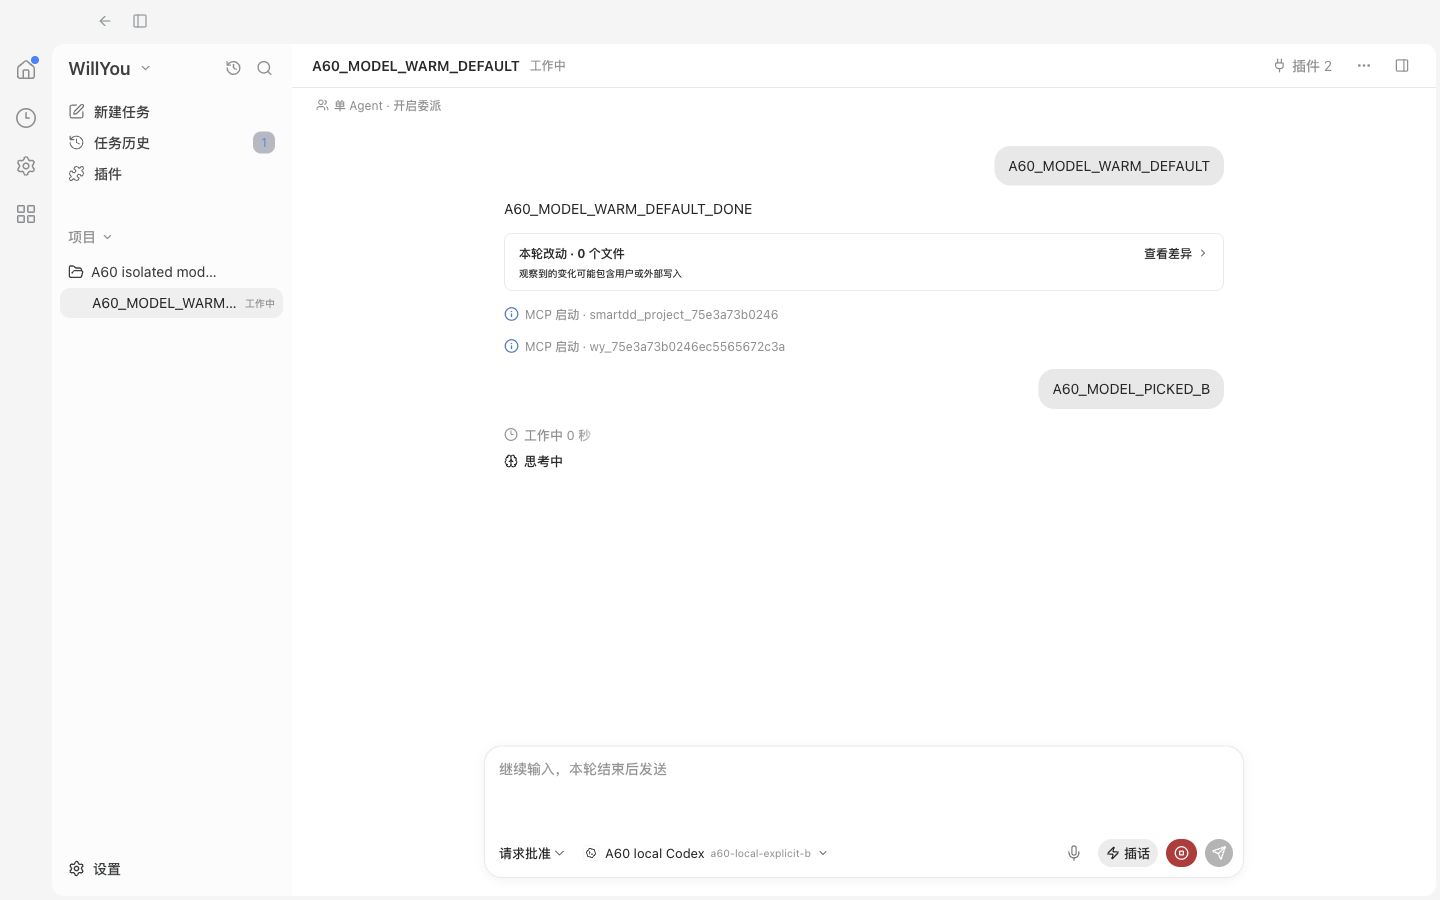 WillYou
新建任务
任务历史 1
插件
项目
A60 isolated mod...
A60_MODEL_WARM... 工作中
设置
A60_MODEL_WARM_DEFAULT 工作中
插件 2
单 Agent · 开启委派
A60_MODEL_WARM_DEFAULT
A60_MODEL_WARM_DEFAULT_DONE
本轮改动 · 0 个文件 查看差异
观察到的变化可能包含用户或外部写入
MCP 启动 · smartdd_project_75e3a73b0246
MCP 启动 · wy_75e3a73b0246ec5565672c3a
A60_MODEL_PICKED_B
工作中 0 秒
思考中
继续输入，本轮结束后发送
请求批准 A60 local Codex a60-local-explicit-b 插话